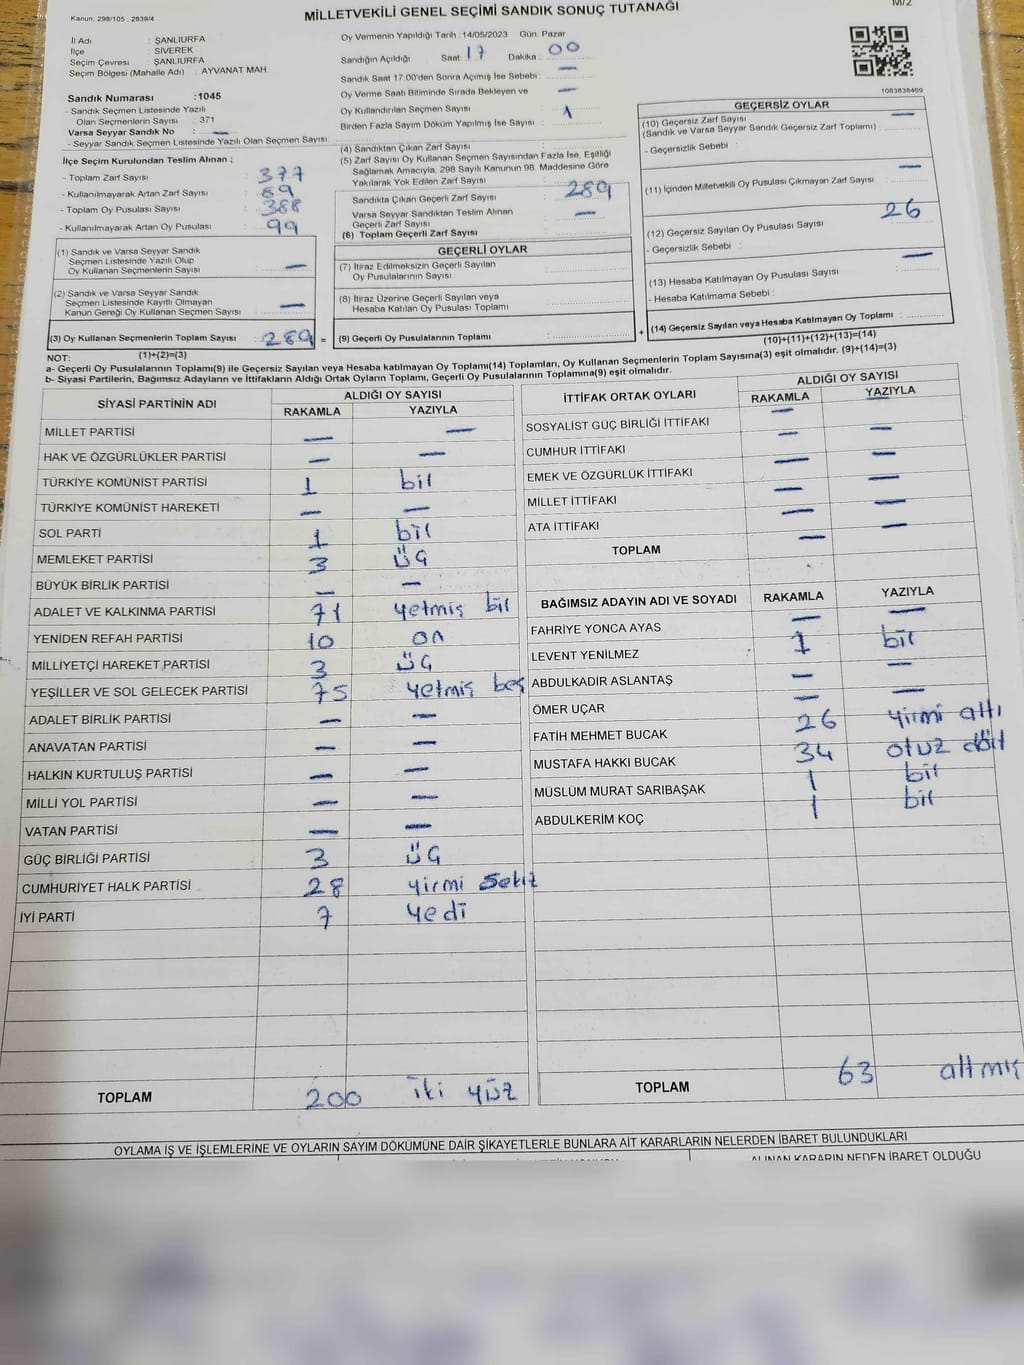 M/2
Kanun: 298/105 , 2839/4
MİLLETVEKİLİ GENEL SEÇİMİ SANDIK SONUÇ TUTANAĞI
İl Adı : ŞANLIURFA
İlçe : SİVEREK
Seçim Çevresi : ŞANLIURFA
Seçim Bölgesi (Mahalle Adı) : AYVANAT MAH.
Sandık Numarası :1045
- Sandık Seçmen Listesinde Yazılı
Olan Seçmenlerin Sayısı : 371
Varsa Seyyar Sandık No : —
- Seyyar Sandık Seçmen Listesinde Yazılı Olan Seçmen Sayısı
Oy Vermenin Yapıldığı Tarih : 14/05/2023 Gün: Pazar
Sandığın Açıldığı Saat: 17 Dakika : 00
Sandık Saat 17:00'den Sonra Açımış İse Sebebi : —
Oy Verme Saati Bitiminde Sırada Bekleyen ve —
Oy Kullandırılan Seçmen Sayısı : 1
Birden Fazla Sayım Döküm Yapılmış İse Sayısı :
1083838469
İlçe Seçim Kurulundan Teslim Alınan ;
- Toplam Zarf Sayısı : 377
- Kullanılmayarak Artan Zarf Sayısı : 89
- Toplam Oy Pusulası Sayısı : 388
- Kullanılmayarak Artan Oy Pusulası : 99
(1) Sandık ve Varsa Seyyar Sandık
Seçmen Listesinde Yazılı Olup
Oy Kullanan Seçmenlerin Sayısı : —
(2) Sandık ve Varsa Seyyar Sandık
Seçmen Listesinde Kayıtlı Olmayan
Kanun Gereği Oy Kullanan Seçmen Sayısı : —
(3) Oy Kullanan Seçmenlerin Toplam Sayısı : 289 =
(1)+(2)=(3)
(4) Sandıktan Çıkan Zarf Sayısı :
(5) Zarf Sayısı Oy Kullanan Seçmen Sayısından Fazla İse, Eşitliği
Sağlamak Amacıyla, 298 Sayılı Kanunun 98. Maddesine Göre
Yakılarak Yok Edilen Zarf Sayısı
Sandıkta Çıkan Geçerli Zarf Sayısı : 289
Varsa Seyyar Sandıktan Teslim Alınan
Geçerli Zarf Sayısı : —
(6) Toplam Geçerli Zarf Sayısı :
GEÇERLİ OYLAR
(7) İtiraz Edilmeksizin Geçerli Sayılan
Oy Pusulalarının Sayısı
(8) İtiraz Üzerine Geçerli Sayılan veya
Hesaba Katılan Oy Pusulası Toplamı
(9) Geçerli Oy Pusulalarının Toplamı +
GEÇERSİZ OYLAR
(10) Geçersiz Zarf Sayısı —
(Sandık ve Varsa Seyyar Sandık Geçersiz Zarf Toplamı) :
- Geçersizlik Sebebi :
(11) İçinden Milletvekili Oy Pusulası Çıkmayan Zarf Sayısı —
(12) Geçersiz Sayılan Oy Pusulası Sayısı 26
- Geçersizlik Sebebi :
(13) Hesaba Katılmayan Oy Pusulası Sayısı —
- Hesaba Katılmama Sebebi :
(14) Geçersiz Sayılan veya Hesaba Katılmayan Oy Toplamı :
(10)+(11)+(12)+(13)=(14)
NOT:
a- Geçerli Oy Pusulalarının Toplamı(9) ile Geçersiz Sayılan veya Hesaba katılmayan Oy Toplamı(14) Toplamları, Oy Kullanan Seçmenlerin Toplam Sayısına(3) eşit olmalıdır. (9)+(14)=(3)
b- Siyasi Partilerin, Bağımsız Adayların ve İttifakların Aldığı Ortak Oyların Toplamı, Geçerli Oy Pusulalarının Toplamına(9) eşit olmalıdır.
SİYASİ PARTİNİN ADI ALDIĞI OY SAYISI
RAKAMLA YAZIYLA
MİLLET PARTİSİ — —
HAK VE ÖZGÜRLÜKLER PARTİSİ — —
TÜRKİYE KOMÜNİST PARTİSİ 1 bir
TÜRKİYE KOMÜNİST HAREKETİ — —
SOL PARTİ 1 bir
MEMLEKET PARTİSİ 3 üç
BÜYÜK BİRLİK PARTİSİ — —
ADALET VE KALKINMA PARTİSİ 71 yetmiş bir
YENİDEN REFAH PARTİSİ 10 on
MİLLİYETÇİ HAREKET PARTİSİ 3 üç
YEŞİLLER VE SOL GELECEK PARTİSİ 75 yetmiş beş
ADALET BİRLİK PARTİSİ — —
ANAVATAN PARTİSİ — —
HALKIN KURTULUŞ PARTİSİ — —
MİLLİ YOL PARTİSİ — —
VATAN PARTİSİ — —
GÜÇ BİRLİĞİ PARTİSİ 3 üç
CUMHURİYET HALK PARTİSİ 28 yirmi sekiz
İYİ PARTİ 7 yedi
TOPLAM 200 iki yüz
İTTİFAK ORTAK OYLARI ALDIĞI OY SAYISI
RAKAMLA YAZIYLA
SOSYALİST GÜÇ BİRLİĞİ İTTİFAKI — —
CUMHUR İTTİFAKI — —
EMEK VE ÖZGÜRLÜK İTTİFAKI — —
MİLLET İTTİFAKI — —
ATA İTTİFAKI — —
TOPLAM — —
BAĞIMSIZ ADAYIN ADI VE SOYADI RAKAMLA YAZIYLA
FAHRİYE YONCA AYAS — —
LEVENT YENİLMEZ 1 bir
ABDULKADİR ASLANTAŞ — —
ÖMER UÇAR — —
FATİH MEHMET BUCAK 26 yirmi altı
MUSTAFA HAKKI BUCAK 34 otuz dört
MÜSLÜM MURAT SARIBAŞAK 1 bir
ABDULKERİM KOÇ 1 bir
TOPLAM 63 altmış
OYLAMA İŞ VE İŞLEMLERİNE VE OYLARIN SAYIM DÖKÜMÜNE DAİR ŞİKAYETLERLE BUNLARA AİT KARARLARIN NELERDEN İBARET BULUNDUKLARI
ALINAN KARARIN NEDEN İBARET OLDUĞU